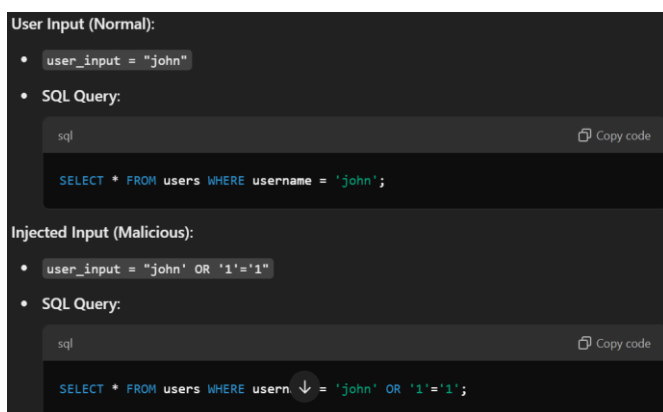 User Input (Normal):
user_input = "john"
SQL Query:
sql Copy code
SELECT * FROM users WHERE username = 'john';
Injected Input (Malicious):
user_input = "john' OR '1'='1"
SQL Query:
sql Copy code
SELECT * FROM users WHERE usern = 'john' OR '1'='1';